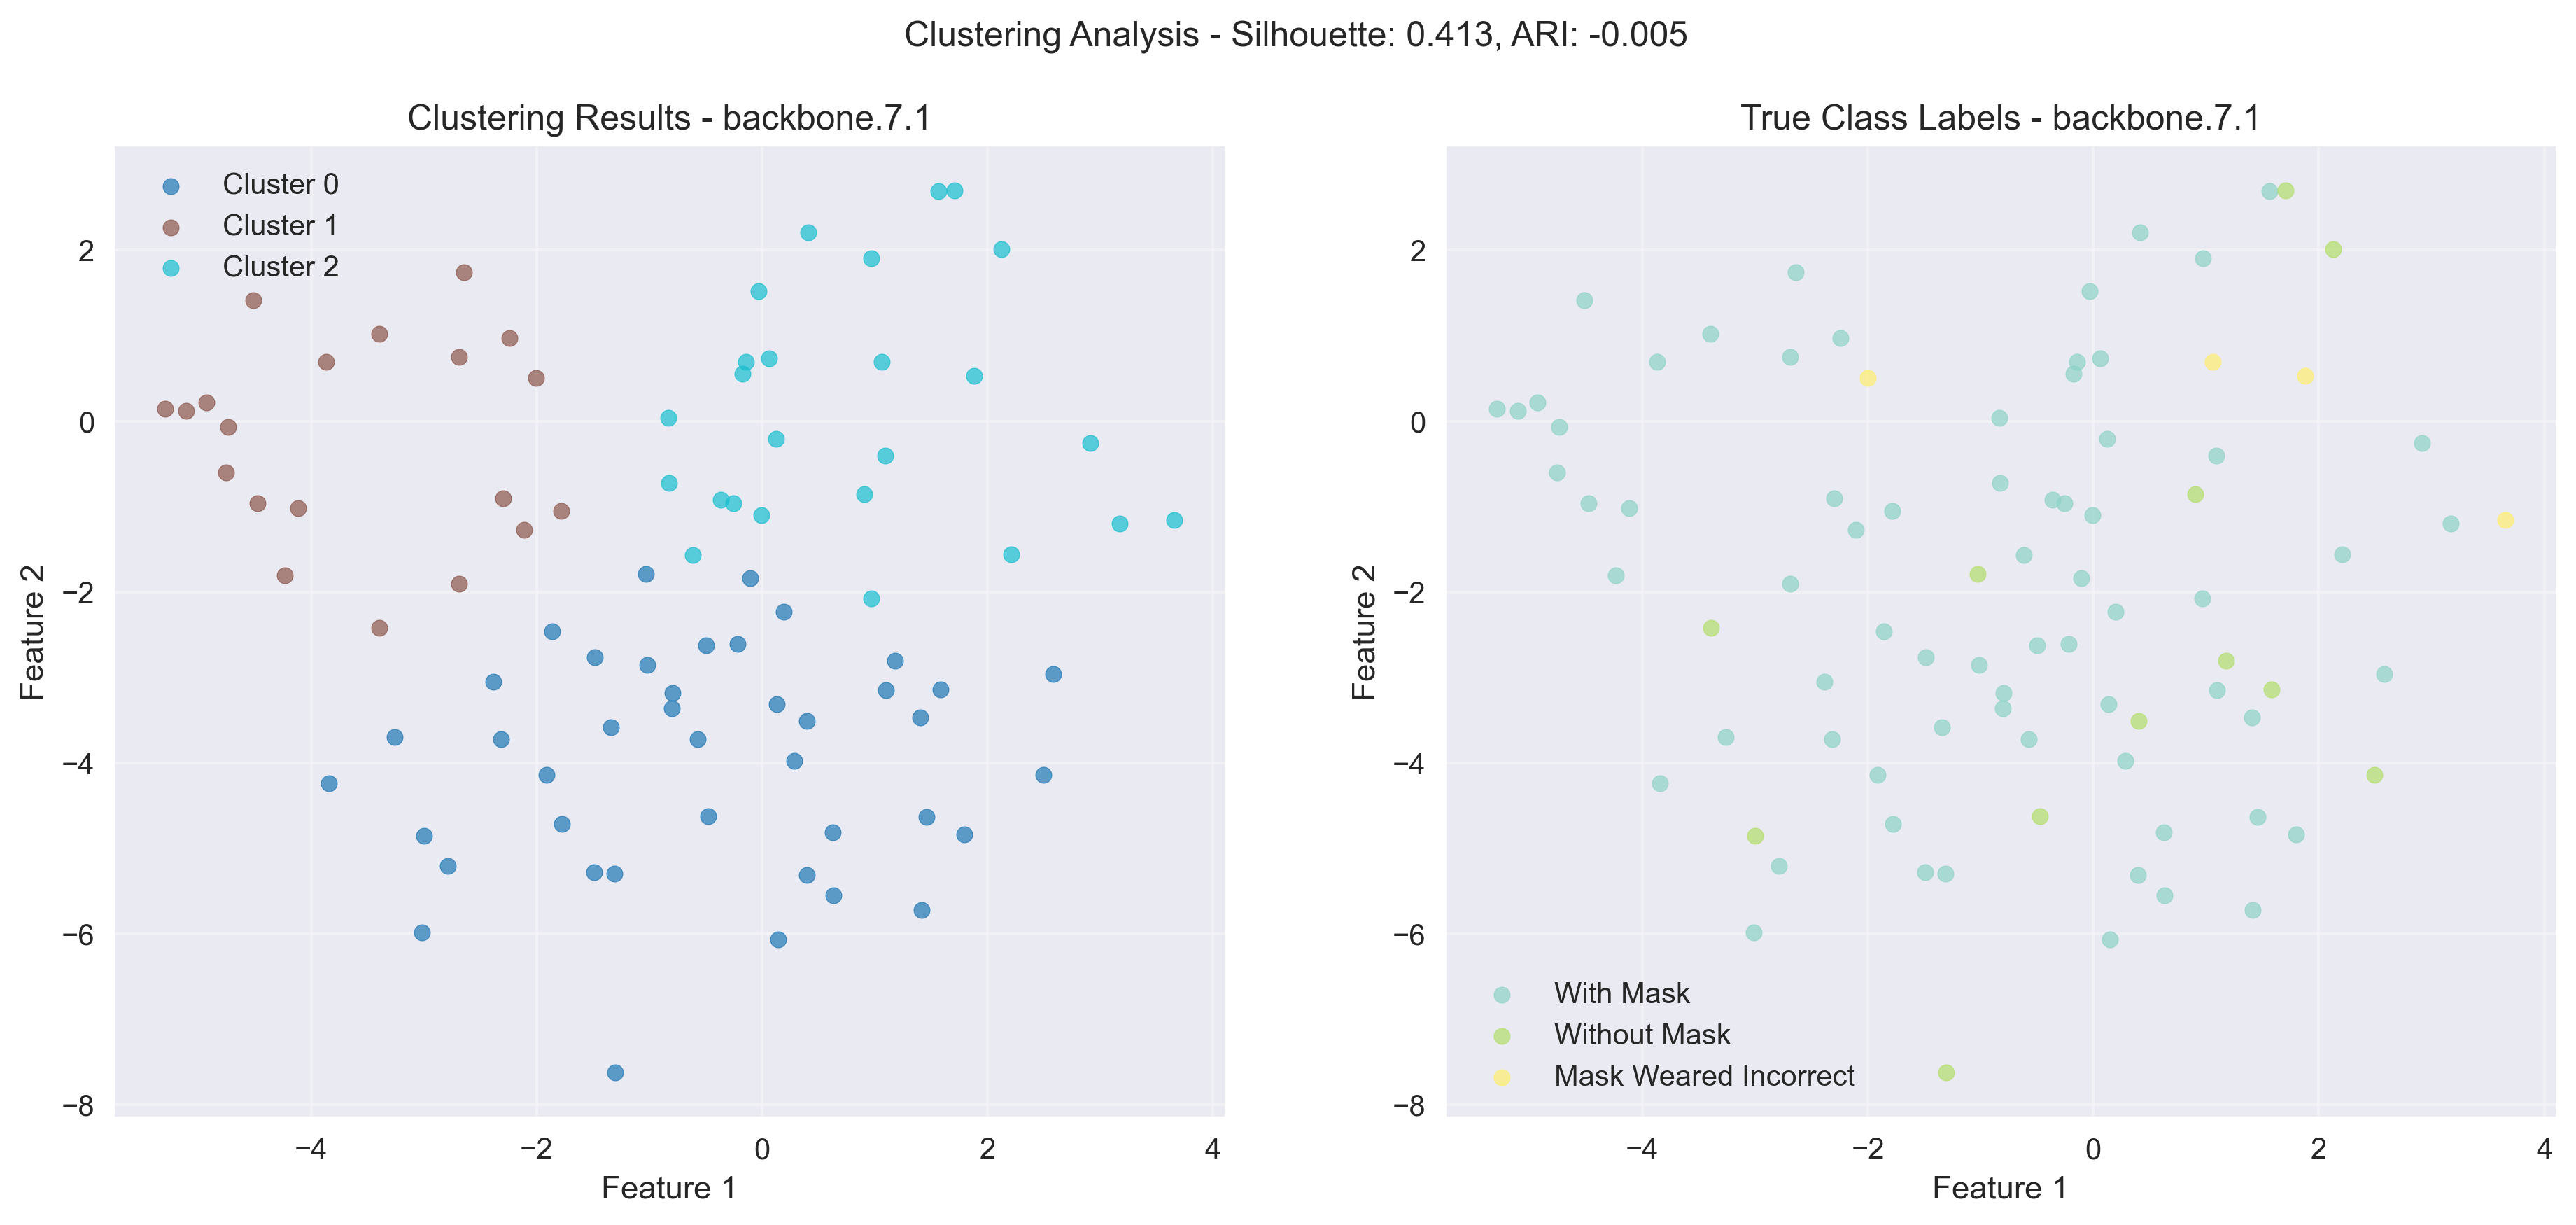 Clustering Analysis - Silhouette: 0.413, ARI: -0.005
Clustering Results - backbone.7.1
Cluster 0
Cluster 1
Cluster 2
2
0
−2
−4
−6
−8
−4
−2
0
2
4
Feature 1
Feature 2
True Class Labels - backbone.7.1
2
0
−2
−4
−6
−8
With Mask
Without Mask
Mask Weared Incorrect
−4
−2
0
2
4
Feature 1
Feature 2